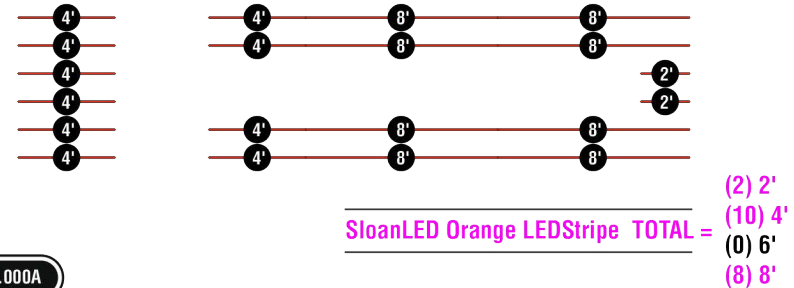 4' 4' 8' 8'
4' 4' 8' 8'
4' 2'
4' 2'
4' 4' 8' 8'
4' 4' 8' 8'
SloanLED Orange LEDStripe TOTAL =
(2) 2'
(10) 4'
(0) 6'
(8) 8'
.000A